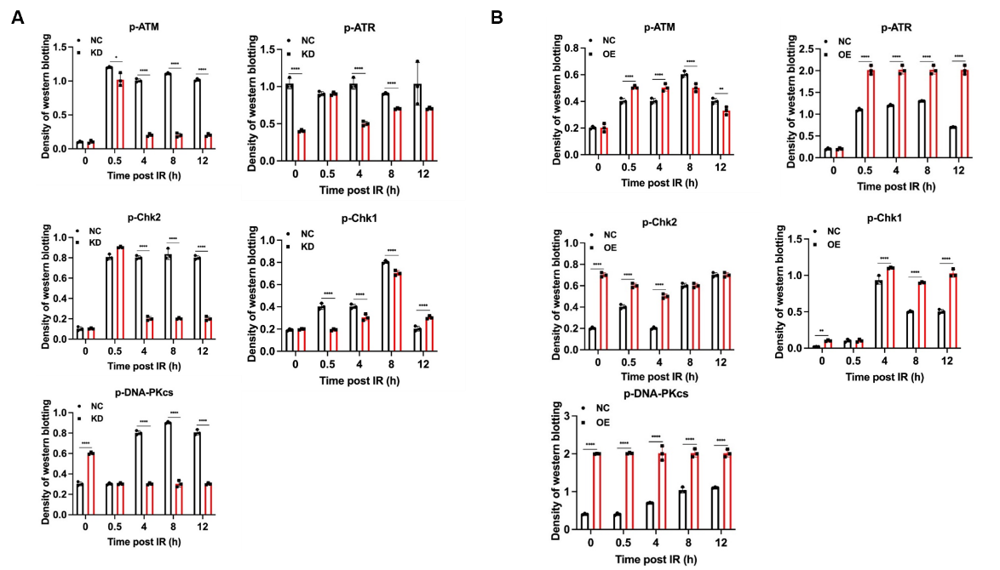 A
p-ATM
NC
KD
Density of western blotting
1.5
1.0
0.5
0.0
*
****
****
****
0 0.5 4 8 12
Time post IR (h)
p-ATR
NC
KD
Density of western blotting
1.5
1.0
0.5
0.0
****
****
****
0 0.5 4 8 12
Time post IR (h)
p-Chk2
NC
KD
Density of western blotting
1.0
0.8
0.6
0.4
0.2
0.0
****
****
****
0 0.5 4 8 12
Time post IR (h)
p-Chk1
NC
KD
Density of western blotting
1.0
0.8
0.6
0.4
0.2
0.0
****
****
****
****
0 0.5 4 8 12
Time post IR (h)
p-DNA-PKcs
NC
KD
Density of western blotting
1.0
0.8
0.6
0.4
0.2
0.0
****
****
****
****
0 0.5 4 8 12
Time post IR (h)
B
p-ATM
NC
OE
Density of western blotting
0.8
0.6
0.4
0.2
0.0
****
****
****
**
0 0.5 4 8 12
Time post IR (h)
p-ATR
NC
OE
Density of western blotting
2.5
2.0
1.5
1.0
0.5
0.0
****
****
****
****
0 0.5 4 8 12
Time post IR (h)
p-Chk2
NC
OE
Density of western blotting
1.0
0.8
0.6
0.4
0.2
0.0
****
****
****
0 0.5 4 8 12
Time post IR (h)
p-Chk1
NC
OE
Density of western blotting
1.5
1.0
0.5
0.0
**
****
****
****
0 0.5 4 8 12
Time post IR (h)
p-DNA-PKcs
NC
OE
Density of western blotting
3
2
1
0
****
****
****
****
****
0 0.5 4 8 12
Time post IR (h)